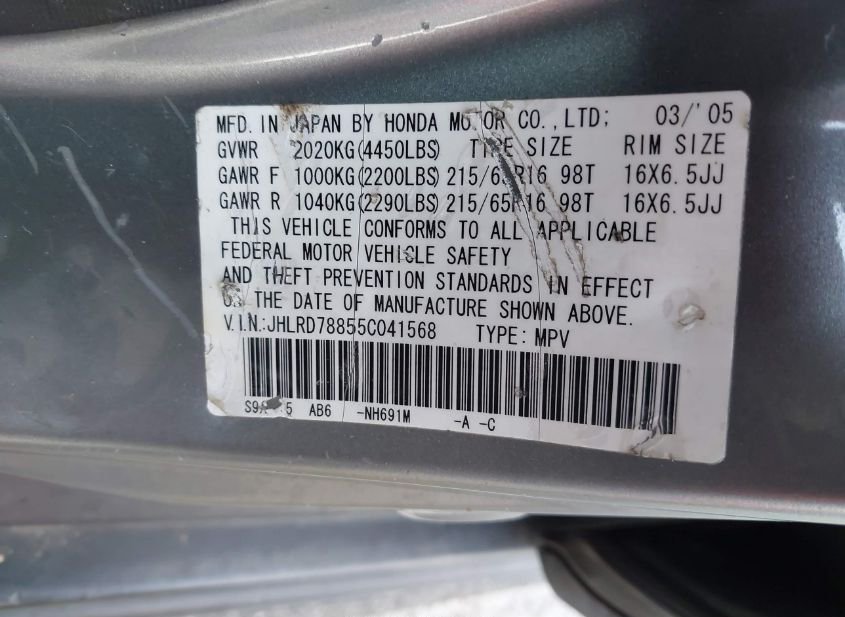 MFD. IN JAPAN BY HONDA MOTOR CO.,LTD; 03/'05
GVWR 2020KG(4450LBS) TIRE SIZE RIM SIZE
GAWR F 1000KG(2200LBS) 215/65R16 98T 16X6.5JJ
GAWR R 1040KG(2290LBS) 215/65R16 98T 16X6.5JJ
THIS VEHICLE CONFORMS TO ALL APPLICABLE
FEDERAL MOTOR VEHICLE SAFETY
AND THEFT PREVENTION STANDARDS IN EFFECT
ON THE DATE OF MANUFACTURE SHOWN ABOVE.
V.I.N:JHLRD78855C041568 TYPE: MPV
AB6 -NH691M -A -C